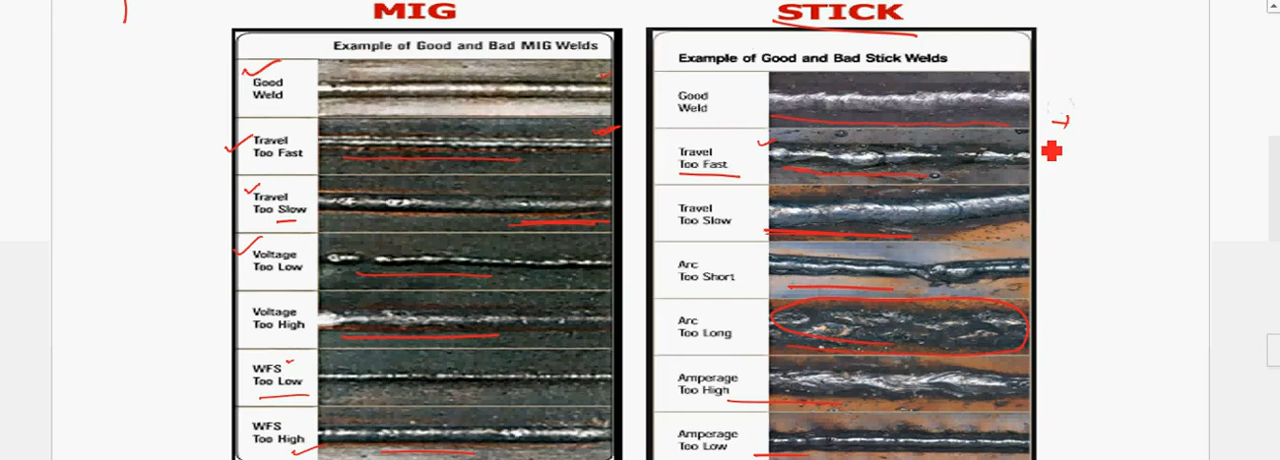 MIG
Example of Good and Bad MIG Welds
Good
Weld
Travel
Too Fast
Travel
Too Slow
Voltage
Too Low
Voltage
Too High
WFS
Too Low
WFS
Too High
STICK
Example of Good and Bad Stick Welds
Good
Weld
Travel
Too Fast
Travel
Too Slow
Arc
Too Short
Arc
Too Long
Amperage
Too High
Amperage
Too Low